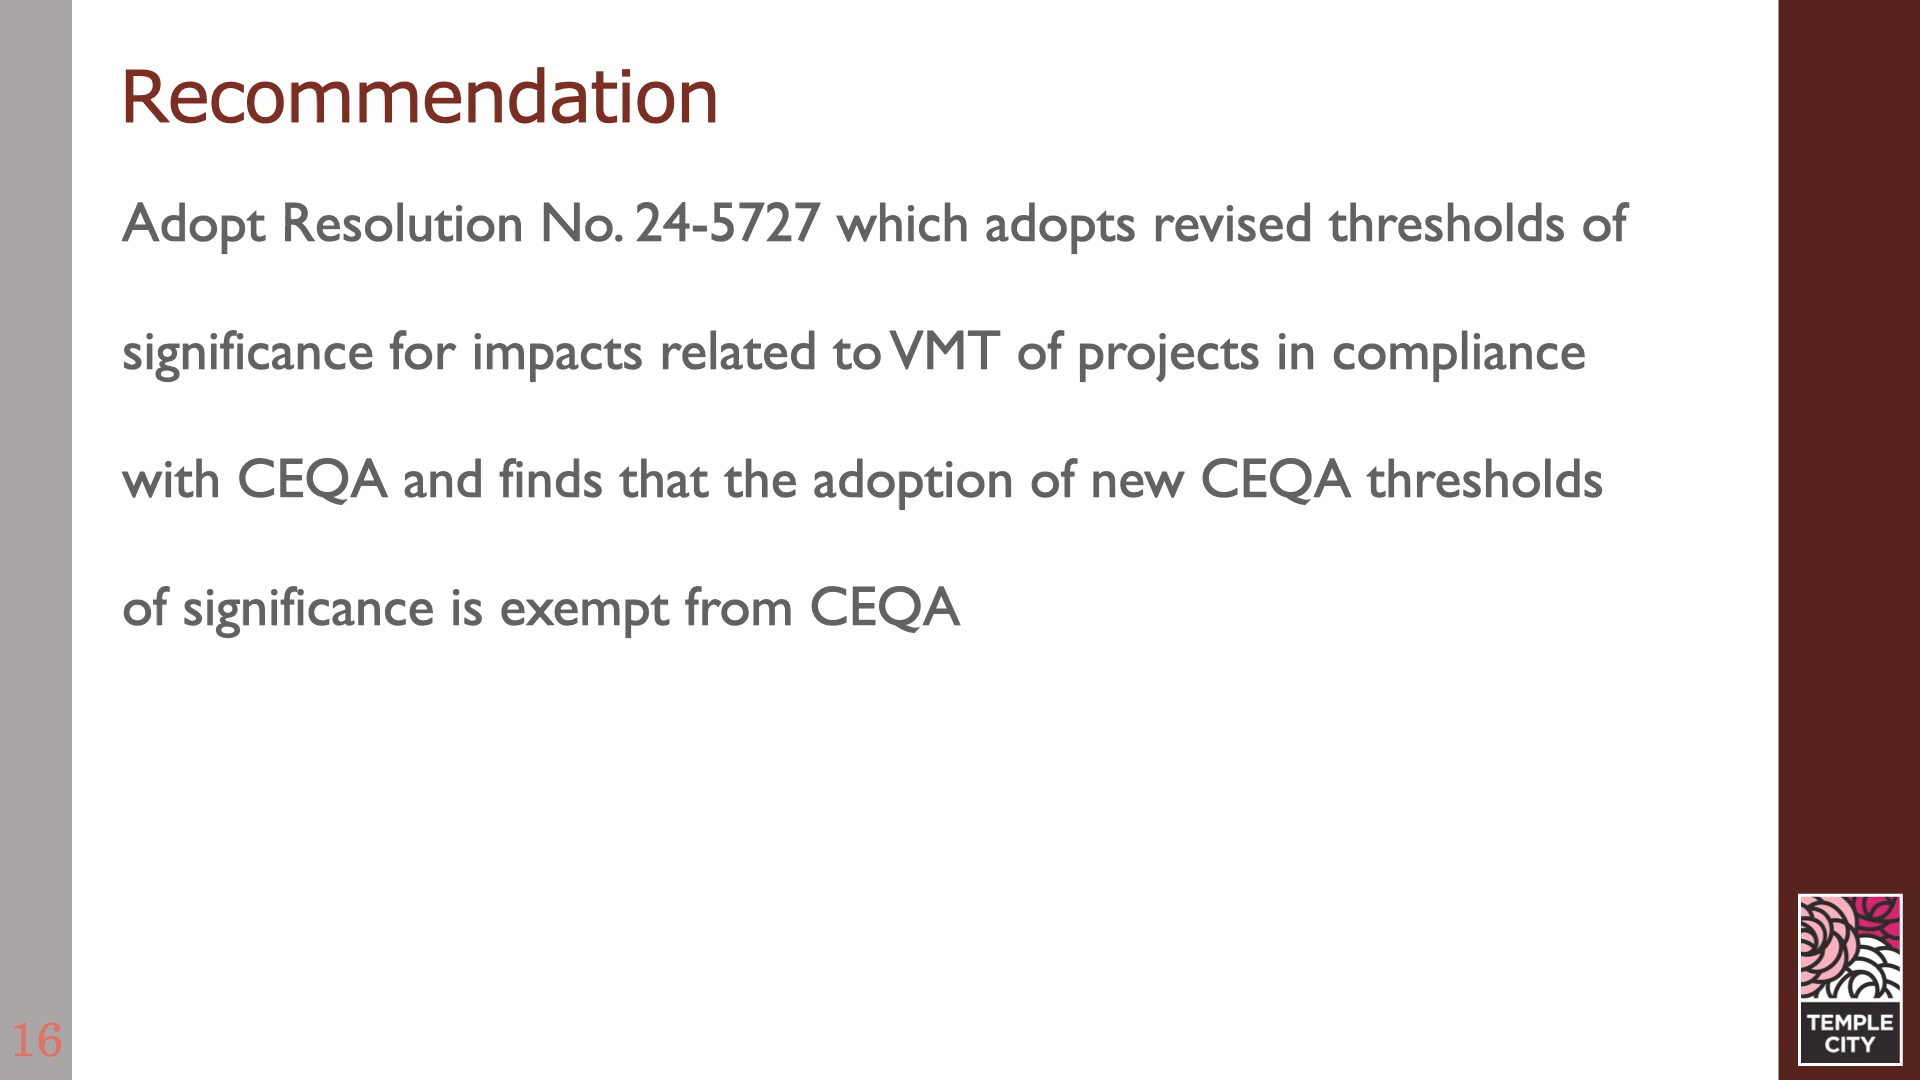 Recommendation
Adopt Resolution No. 24-5727 which adopts revised thresholds of
significance for impacts related to VMT of projects in compliance
with CEQA and finds that the adoption of new CEQA thresholds
of significance is exempt from CEQA
16
TEMPLE
CITY